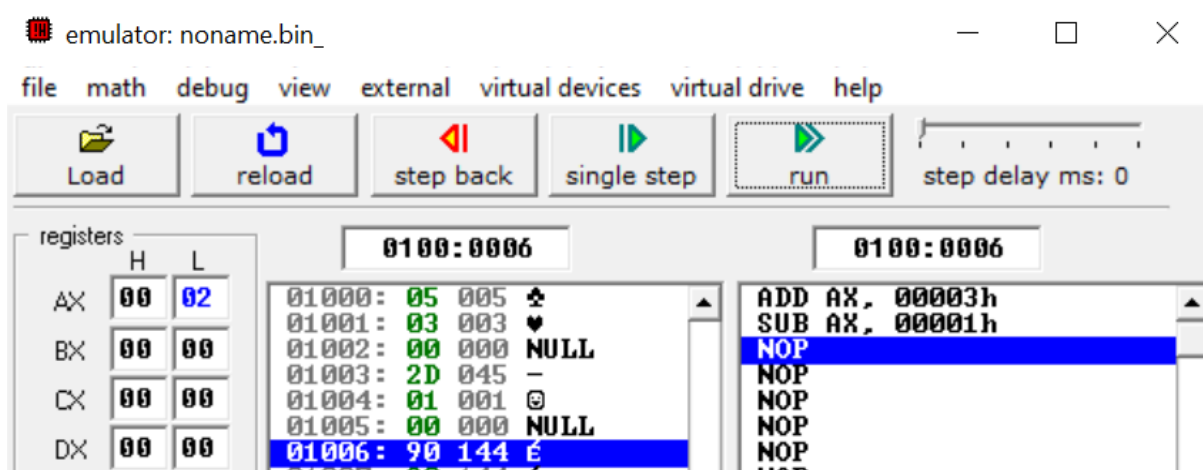 emulator: noname.bin_
file math debug view external virtual devices virtual drive help
Load reload step back single step run step delay ms: 0
registers
H L
0100:0006
0100:0006
AX 00 02
BX 00 00
CX 00 00
DX 00 00
01000: 05 005 ♣
01001: 03 003 ♥
01002: 00 000 NULL
01003: 2D 045 -
01004: 01 001 ☺
01005: 00 000 NULL
01006: 90 144 É
ADD AX, 00003h
SUB AX, 00001h
NOP
NOP
NOP
NOP
NOP